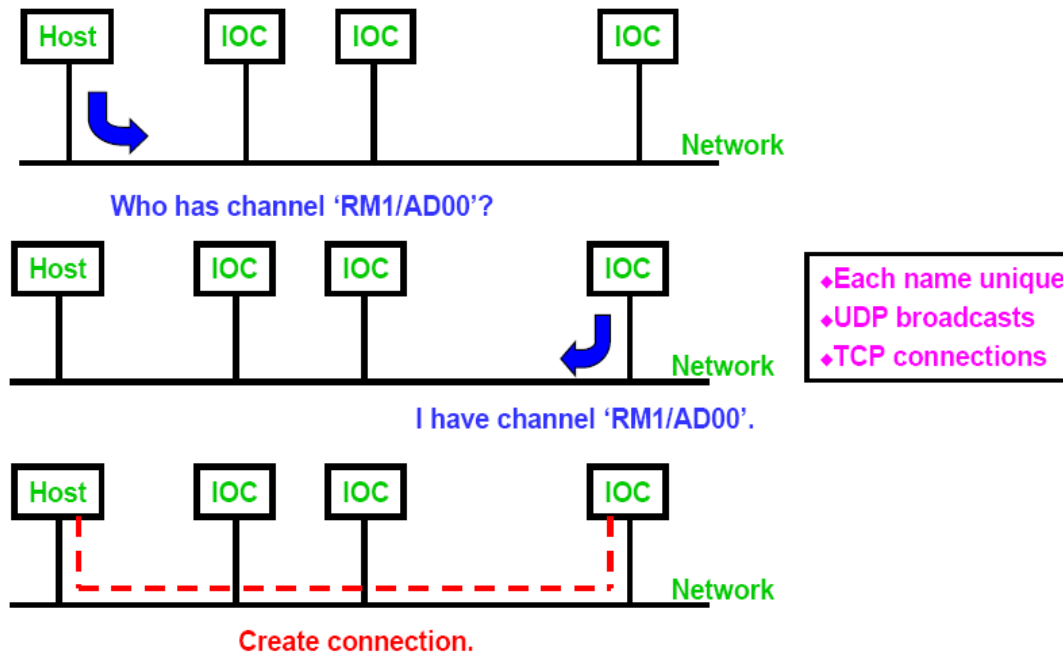 Host IOC IOC IOC
Network
Who has channel ‘RM1/AD00’?
Host IOC IOC IOC
Network
I have channel ‘RM1/AD00’.
◆Each name unique
◆UDP broadcasts
◆TCP connections
Host IOC IOC IOC
Network
Create connection.